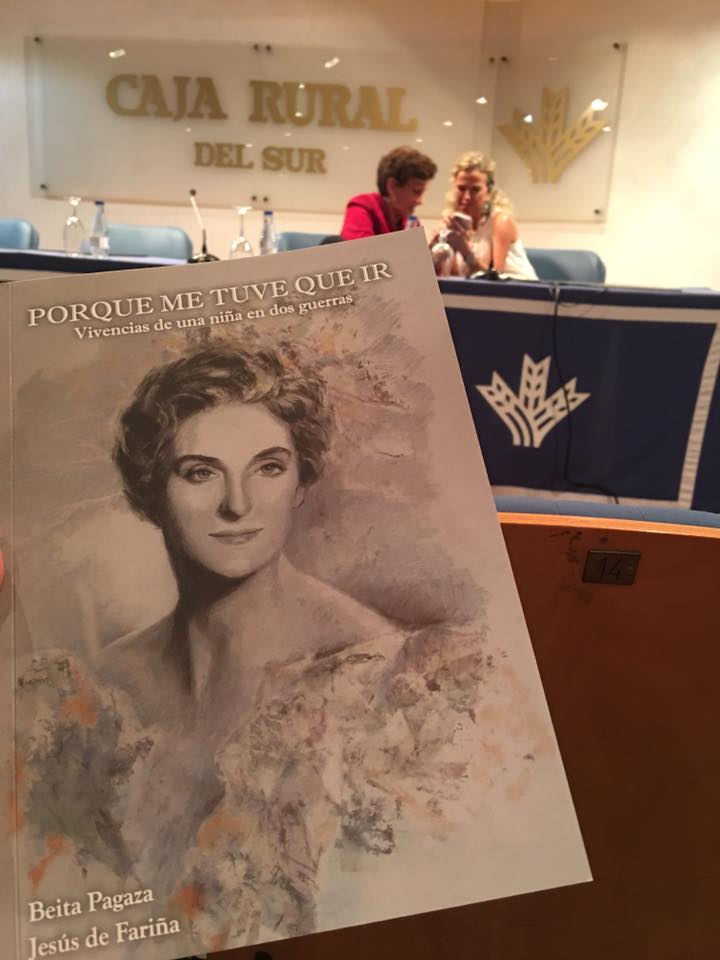 CAJA RURAL
DEL SUR
PORQUE ME TUVE QUE IR
Vivencias de una niña en dos guerras
14
Beita Pagaza
Jesús de Fariña